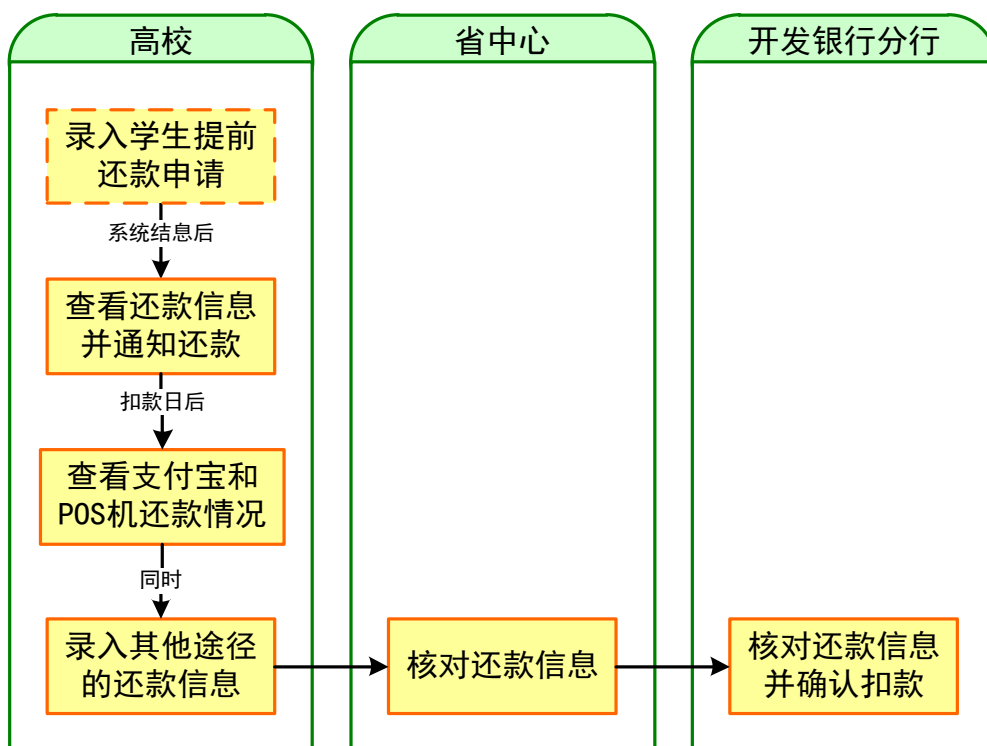 高校
省中心
开发银行分行
录入学生提前
还款申请
系统结息后
查看还款信息
并通知还款
扣款日后
查看支付宝和
POS机还款情况
同时
录入其他途径
的还款信息
核对还款信息
核对还款信息
并确认扣款